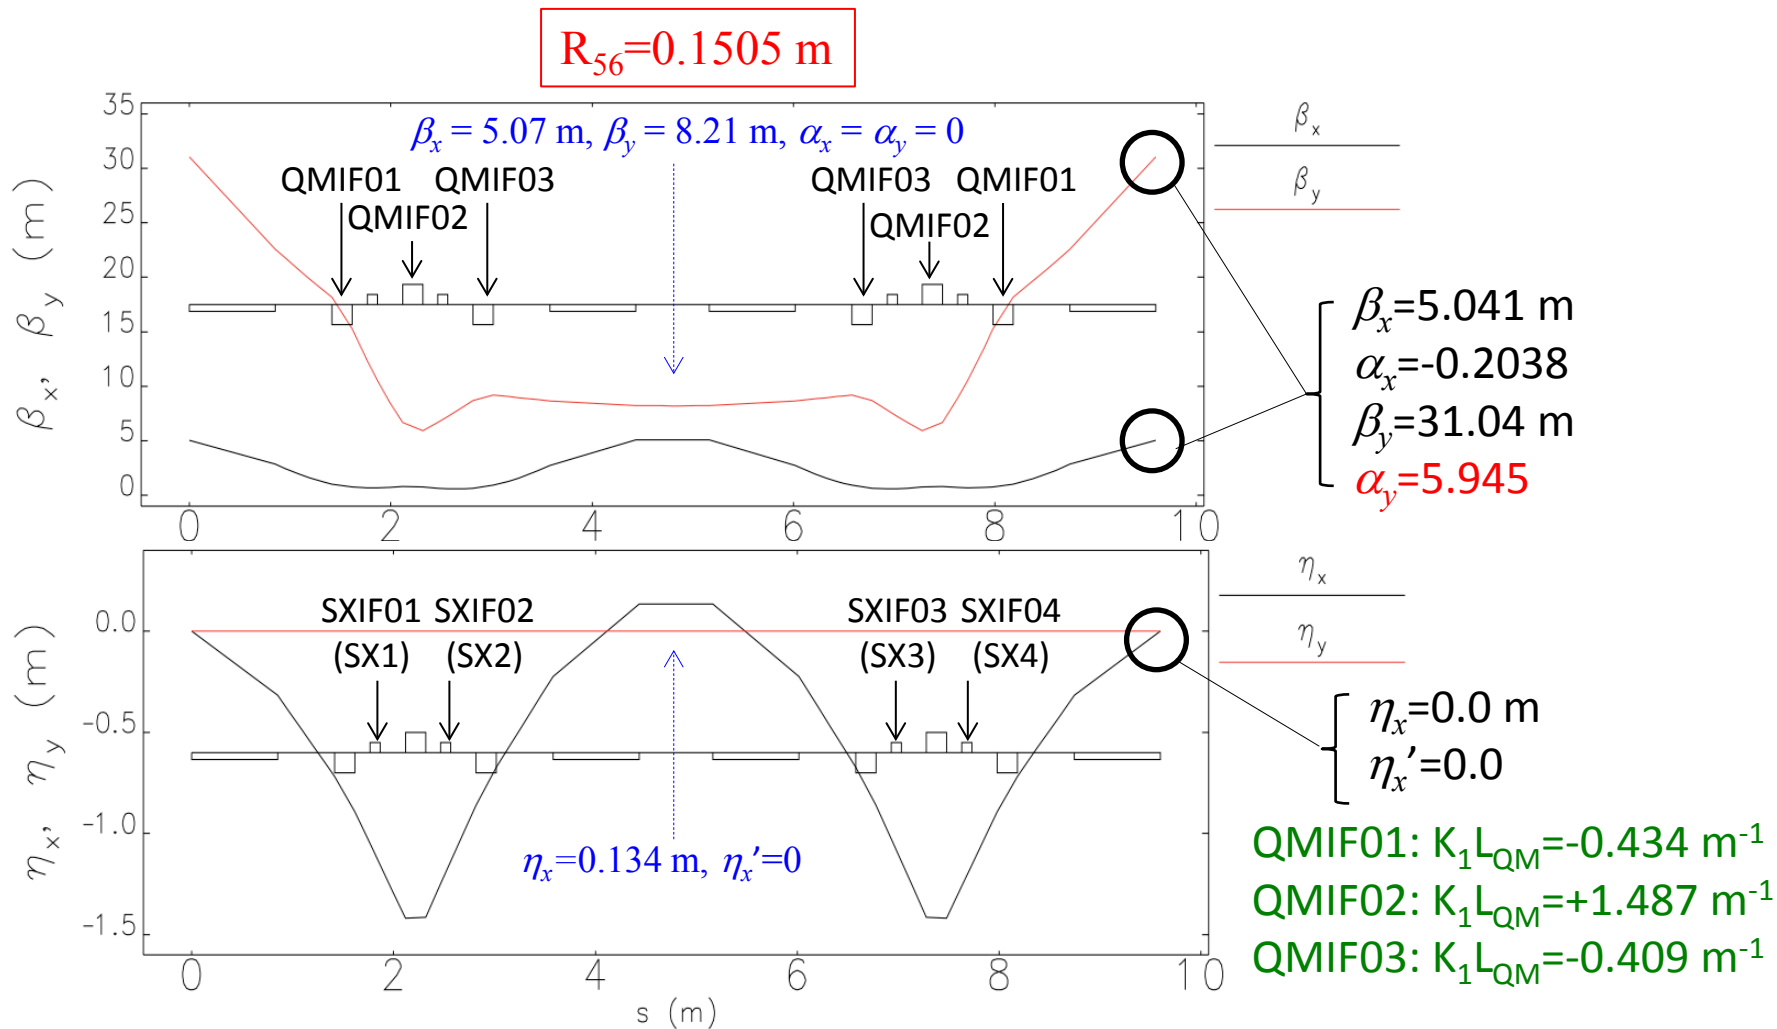 R56=0.1505 m
35
30
25
20
15
10
5
0
βx, βy (m)
βx = 5.07 m, βy = 8.21 m, αx = αy = 0
QMIF01 QMIF03 QMIF03 QMIF01
QMIF02 QMIF02
βx
βy
βx=5.041 m
αx=-0.2038
βy=31.04 m
αy=5.945
0 2 4 6 8 10
0.0
-0.5
-1.0
-1.5
ηx, ηy (m)
SXIF01 SXIF02 SXIF03 SXIF04
(SX1) (SX2) (SX3) (SX4)
ηx
ηy
ηx=0.134 m, ηx'=0
ηx=0.0 m
ηx'=0.0
QMIF01: K1LQM=-0.434 m-1
QMIF02: K1LQM=+1.487 m-1
QMIF03: K1LQM=-0.409 m-1
0 2 4 6 8 10
s (m)